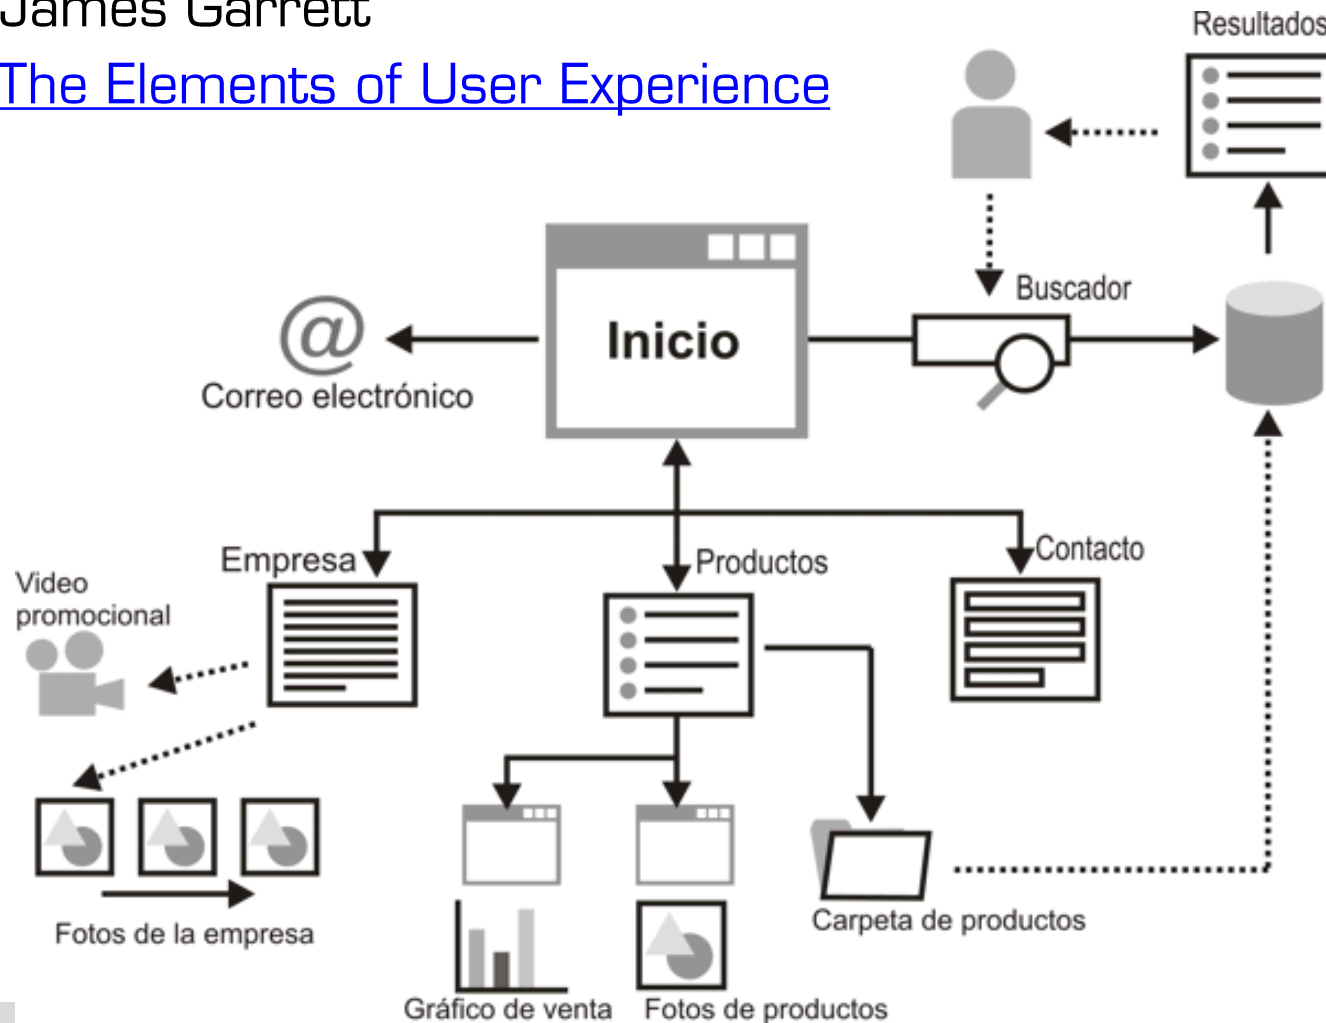 James Garrett
The Elements of User Experience
Resultados
Buscador
Inicio
@
Correo electrónico
Empresa
Productos
Contacto
Video
promocional
Fotos de la empresa
Carpeta de productos
Gráfico de venta
Fotos de productos